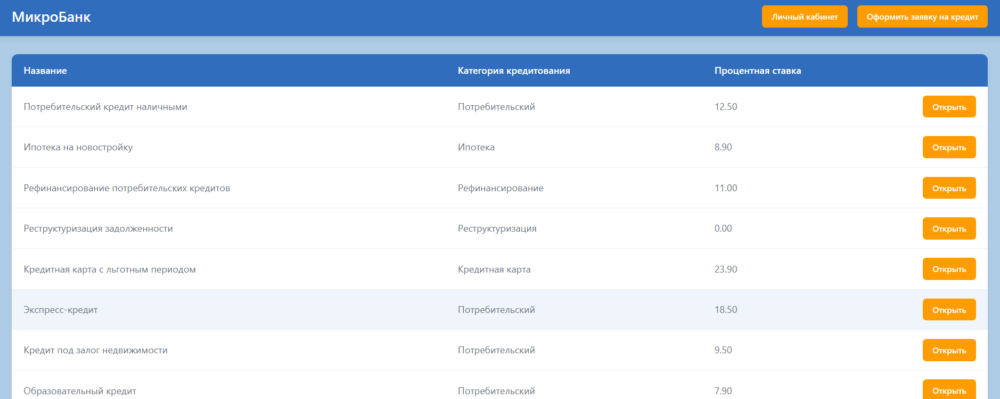 МикроБанк Личный кабинет Оформить заявку на кредит
Название Категория кредитования Процентная ставка
Потребительский кредит наличными Потребительский 12.50 Открыть
Ипотека на новостройку Ипотека 8.90 Открыть
Рефинансирование потребительских кредитов Рефинансирование 11.00 Открыть
Реструктуризация задолженности Реструктуризация 0.00 Открыть
Кредитная карта с льготным периодом Кредитная карта 23.90 Открыть
Экспресс-кредит Потребительский 18.50 Открыть
Кредит под залог недвижимости Потребительский 9.50 Открыть
Образовательный кредит Потребительский 7.90 Открыть